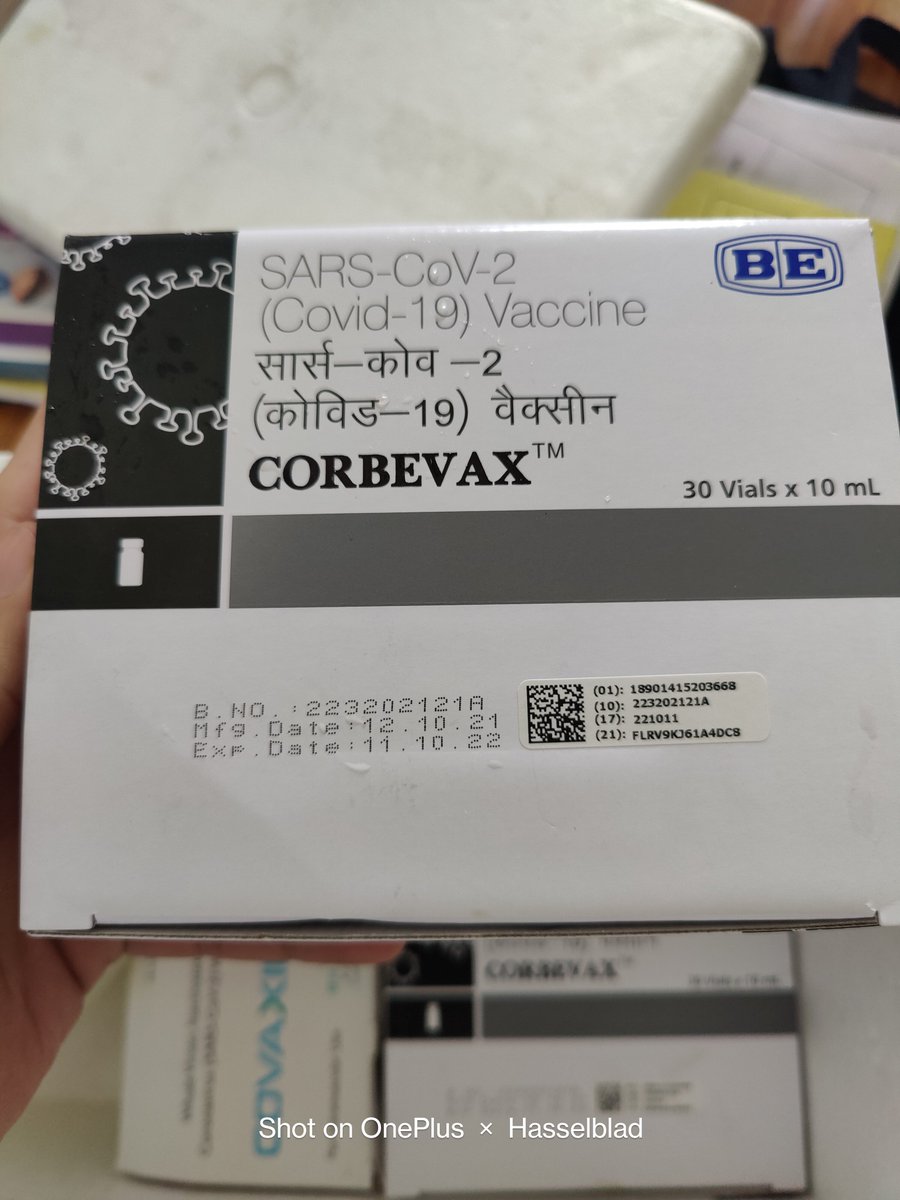 SARS-CoV-2
(Covid-19) Vaccine
BE
सार्स–कोव –2
(कोविड–19) वैक्सीन
CORBEVAX™
30 Vials x 10 mL
B.NO.:223202121A
Mfg.Date:12.10.21
Exp.Date:11.10.22
(01): 18901415203668
(10): 223202121A
(17): 221011
(21): FLRV9KJ61A4DC8
CORBEVAX™
COVAXIN
Shot on OnePlus × Hasselblad